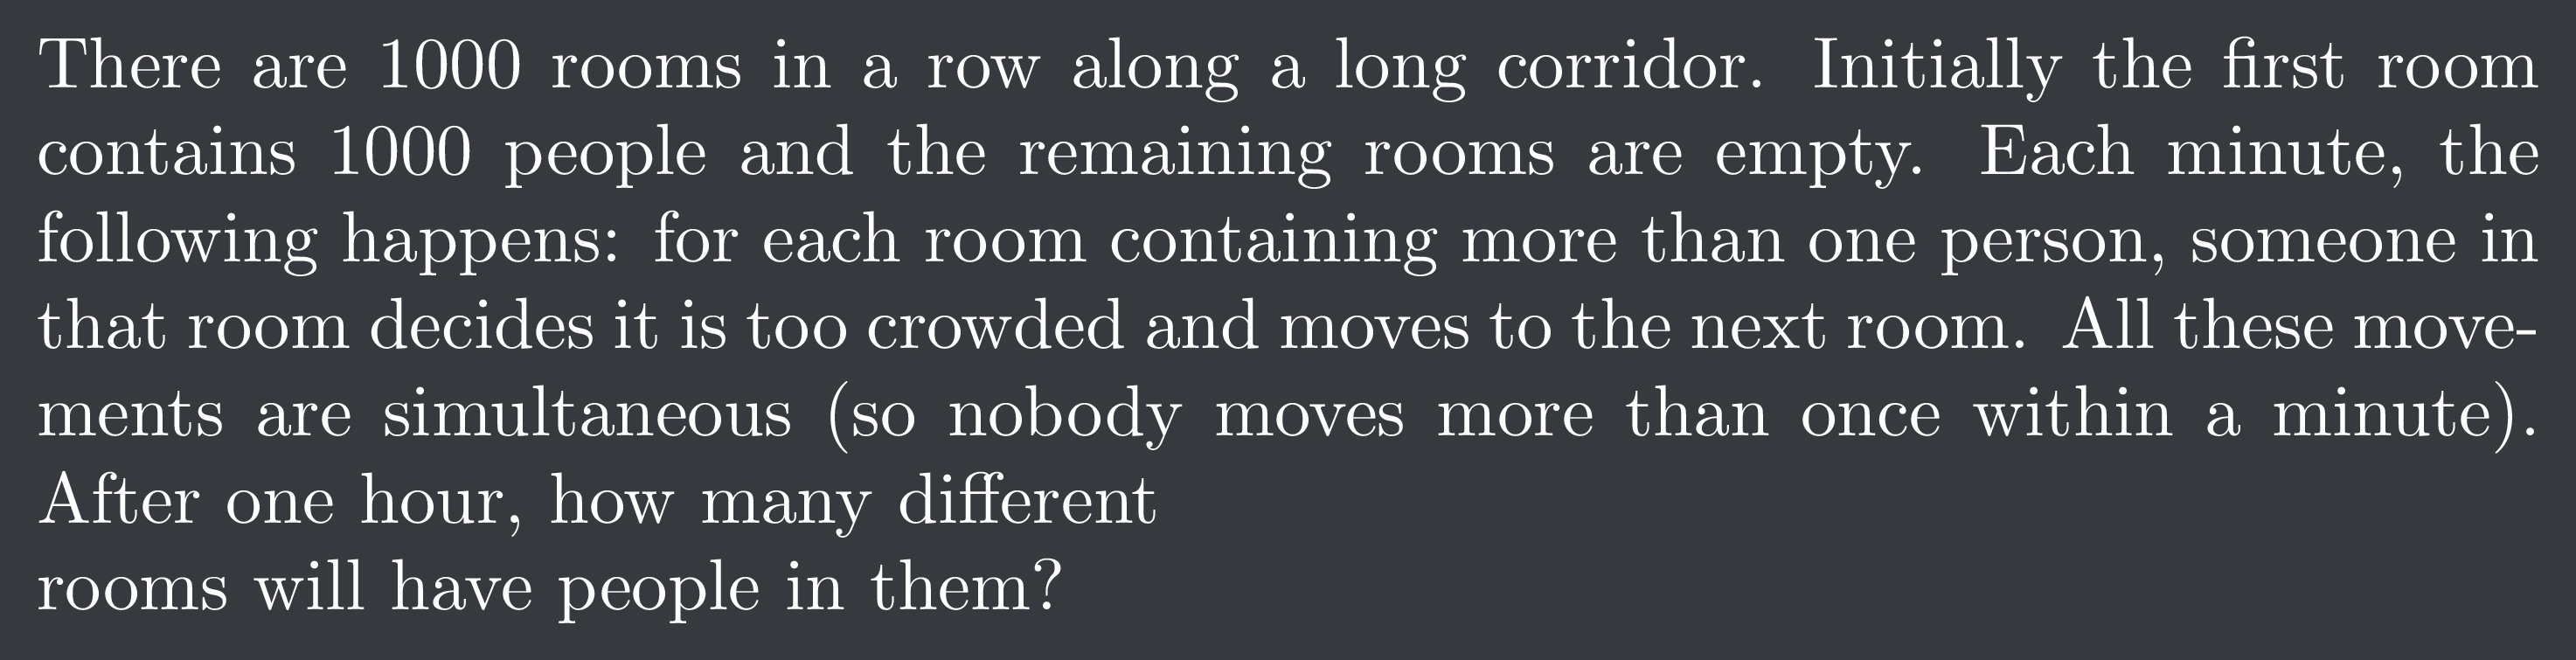 There are 1000 rooms in a row along a long corridor. Initially the first room
contains 1000 people and the remaining rooms are empty. Each minute, the
following happens: for each room containing more than one person, someone in
that room decides it is too crowded and moves to the next room. All these move-
ments are simultaneous (so nobody moves more than once within a minute).
After one hour, how many different
rooms will have people in them?